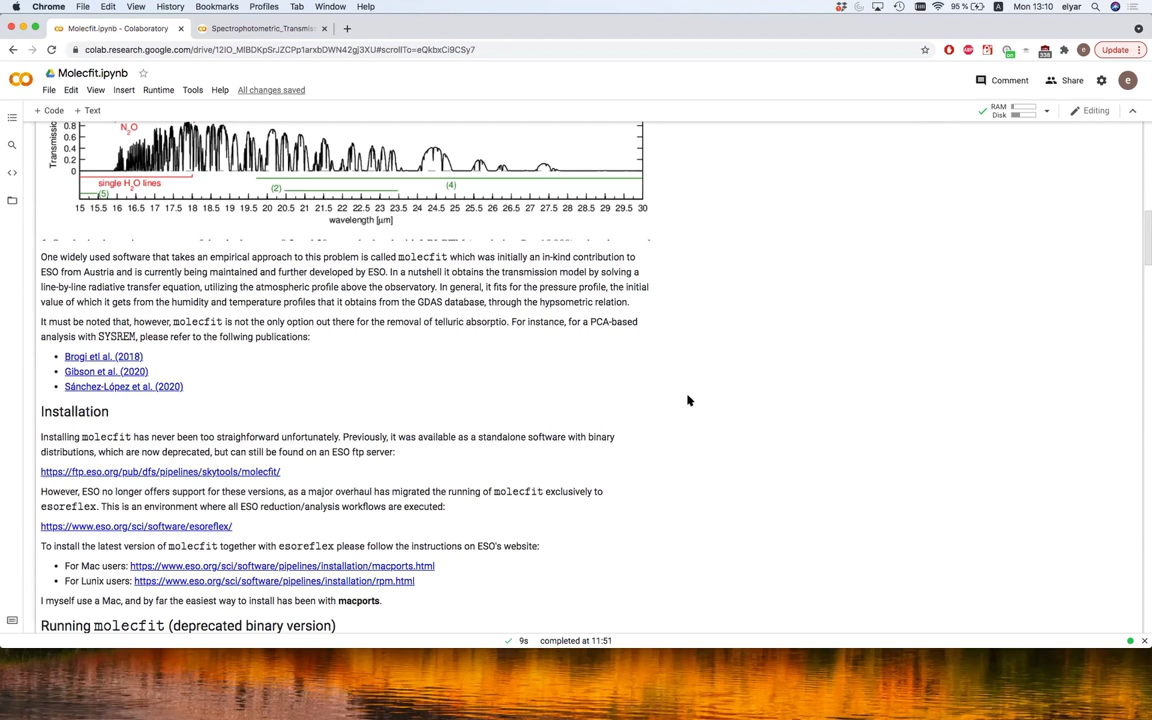 Chrome File Edit View History Bookmarks Profiles Tab Window Help 95 % A Mon 13:10 elyar
Molecfit.ipynb - Colaboratory Spectrophotometric_Transmis
colab.research.google.com/drive/12IO_MlBDKpSrJZCPp1arxbDWN42gj3XU#scrollTo=eQkbxCi9CSy7 ABP on 338 e Update
Molecfit.ipynb
Comment Share e
File Edit View Insert Runtime Tools Help All changes saved
+ Code + Text RAM Disk Editing
Transmiss
0.8
0.6
0.4
0.2
0
N2O
single H2O lines
(5) (2) (4)
15 15.5 16 16.5 17 17.5 18 18.5 19 19.5 20 20.5 21 21.5 22 22.5 23 23.5 24 24.5 25 25.5 26 26.5 27 27.5 28 28.5 29 29.5 30
wavelength [μm]
One widely used software that takes an empirical approach to this problem is called molecfit which was initially an in-kind contribution to
ESO from Austria and is currently being maintained and further developed by ESO. In a nutshell it obtains the transmission model by solving a
line-by-line radiative transfer equation, utilizing the atmospheric profile above the observatory. In general, it fits for the pressure profile, the initial
value of which it gets from the humidity and temperature profiles that it obtains from the GDAS database, through the hypsometric relation.
It must be noted that, however, molecfit is not the only option out there for the removal of telluric absorptio. For instance, for a PCA-based
analysis with SYSREM, please refer to the follwing publications:
• Brogi etl al. (2018)
• Gibson et al. (2020)
• Sánchez-López et al. (2020)
Installation
Installing molecfit has never been too straighforward unfortunately. Previously, it was available as a standalone software with binary
distributions, which are now deprecated, but can still be found on an ESO ftp server:
https://ftp.eso.org/pub/dfs/pipelines/skytools/molecfit/
However, ESO no longer offers support for these versions, as a major overhaul has migrated the running of molecfit exclusively to
esoreflex. This is an environment where all ESO reduction/analysis workflows are executed:
https://www.eso.org/sci/software/esoreflex/
To install the latest version of molecfit together with esoreflex please follow the instructions on ESO's website:
• For Mac users: https://www.eso.org/sci/software/pipelines/installation/macports.html
• For Lunix users: https://www.eso.org/sci/software/pipelines/installation/rpm.html
I myself use a Mac, and by far the easiest way to install has been with macports.
Running molecfit (deprecated binary version)
9s completed at 11:51